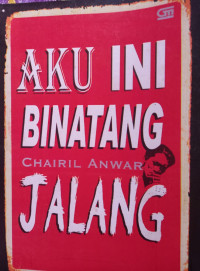 AKU INI
BINATANG
CHAIRIL ANWAR
JALANG